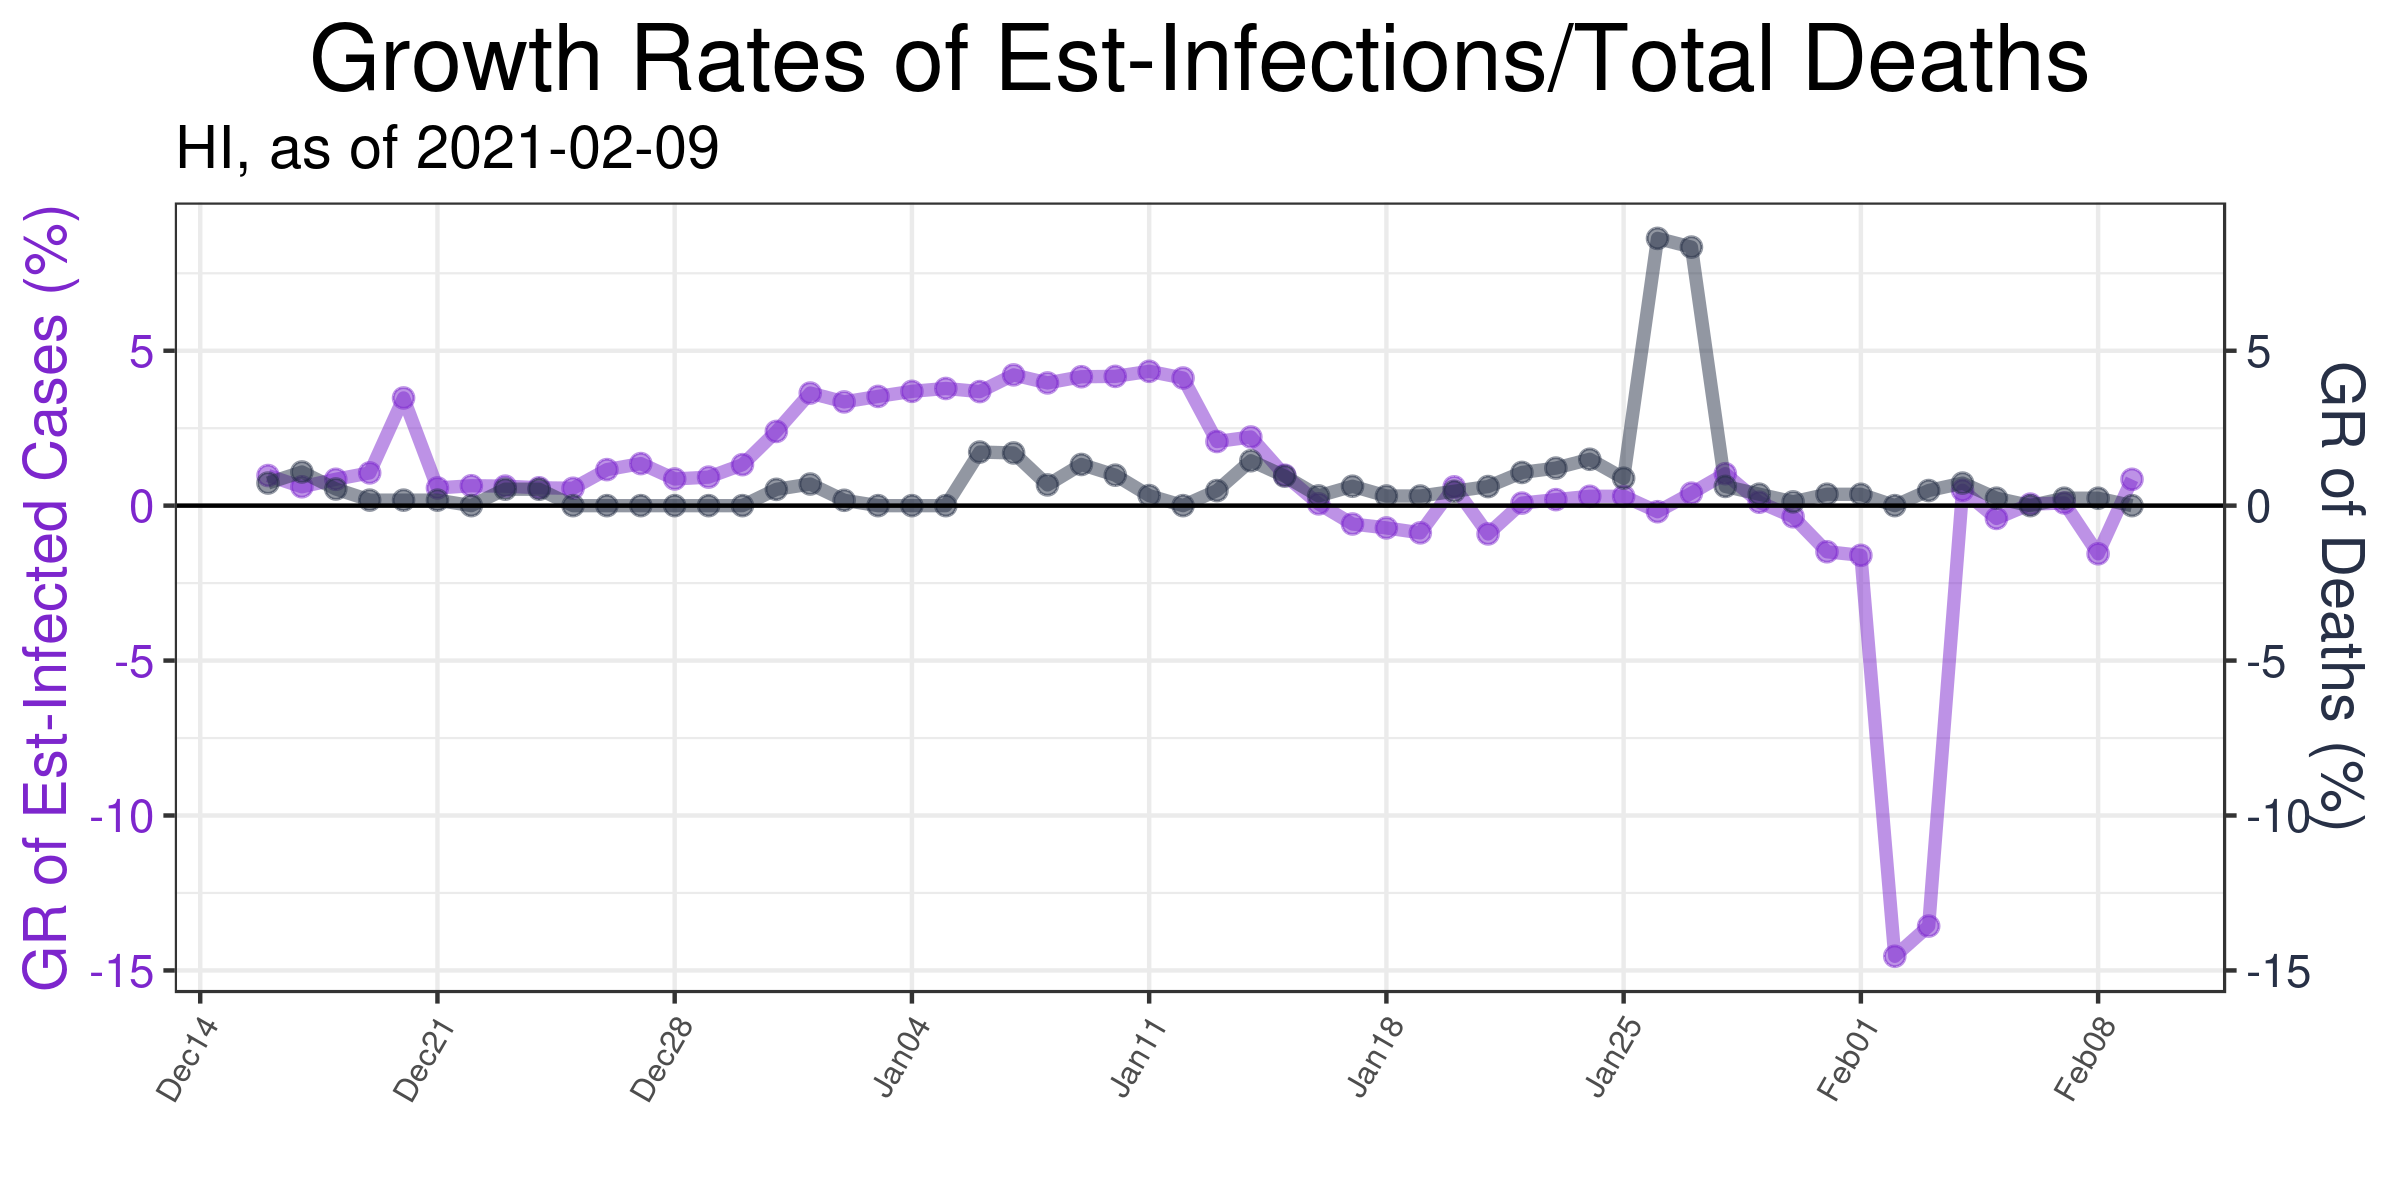 Growth Rates of Est-Infections/Total Deaths
HI, as of 2021-02-09
GR of Est-Infected Cases (%)
5
0
-5
-10
-15
5
0
-5
-10
-15
GR of Deaths (%)
Dec14
Dec21
Dec28
Jan04
Jan11
Jan18
Jan25
Feb01
Feb08